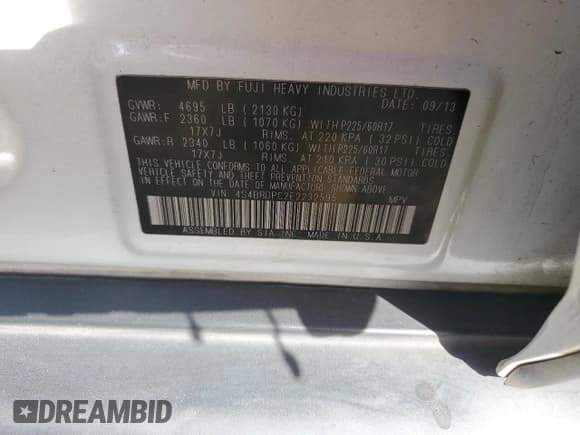 MFD BY FUJI HEAVY INDUSTRIES LTD.
DATE: 09/13
GVWR: 4695 LB (2130 KG)
GAWR:F 2360 LB (1070 KG) WITH P225/60R17 TIRES
17X7J RIMS, AT 220 KPA (32 PSI) COLD
GAWR:R 2340 LB (1060 KG) WITH P225/60R17 TIRES
17X7J RIMS, AT 210 KPA (30 PSI) COLD
THIS VEHICLE CONFORMS TO ALL APPLICABLE FEDERAL MOTOR
VEHICLE SAFETY, BUMPER, AND THEFT PREVENTION STANDARDS
IN EFFECT ON THE DATE OF MANUFACTURE SHOWN ABOVE.
VIN: 4S4BRDPC2E2232595 MPV
ASSEMBLED BY SIA-INC. MADE IN U.S.A.
DREAMBID